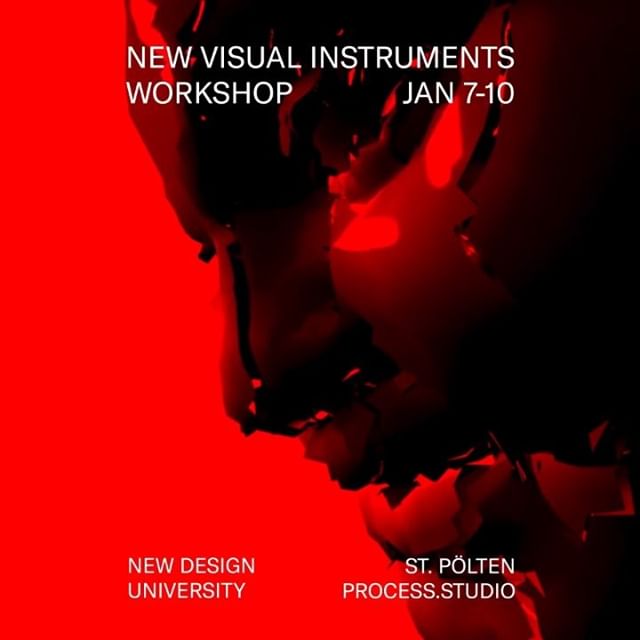 NEW VISUAL INSTRUMENTS
WORKSHOP JAN 7-10
NEW DESIGN ST. PÖLTEN
UNIVERSITY PROCESS.STUDIO